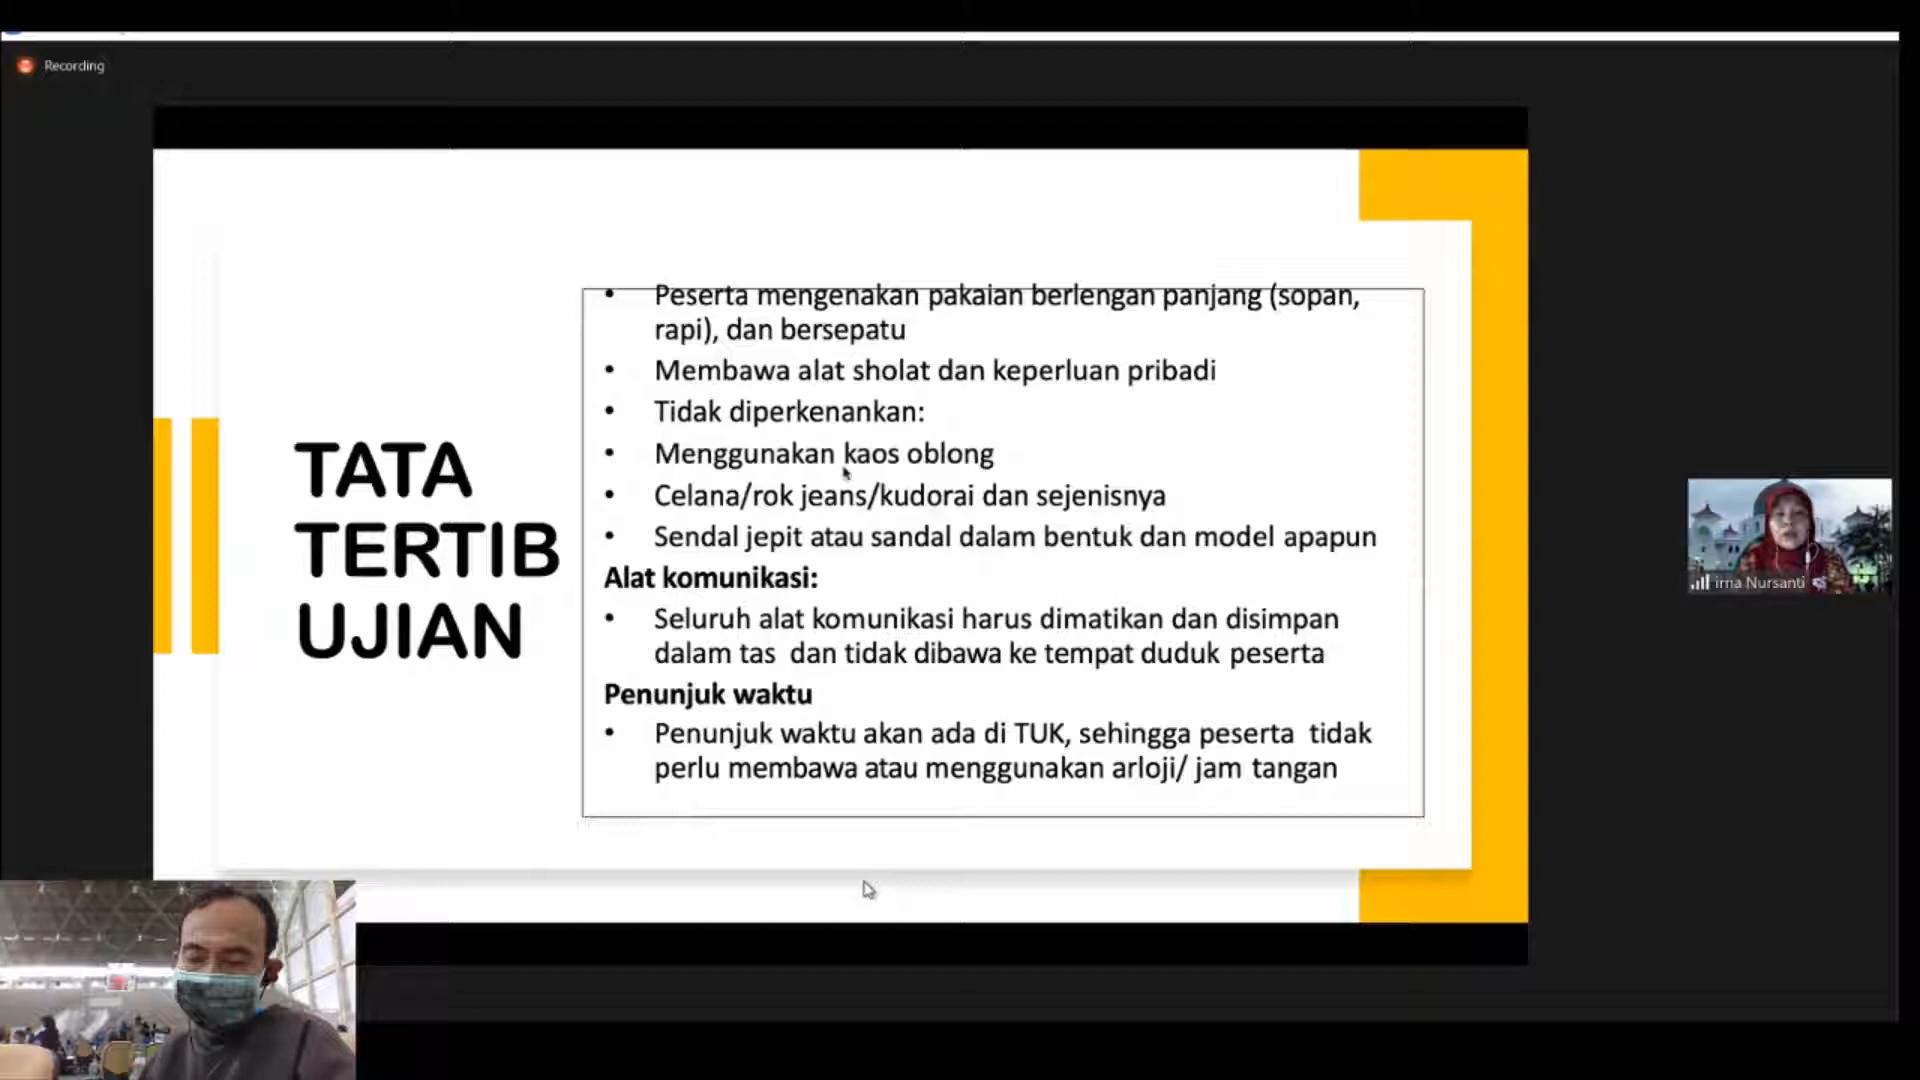 Recording
TATA
TERTIB
UJIAN
• Peserta mengenakan pakaian berlengan panjang (sopan,
rapi), dan bersepatu
• Membawa alat sholat dan keperluan pribadi
• Tidak diperkenankan:
• Menggunakan kaos oblong
• Celana/rok jeans/kudorai dan sejenisnya
• Sendal jepit atau sandal dalam bentuk dan model apapun
Alat komunikasi:
• Seluruh alat komunikasi harus dimatikan dan disimpan
dalam tas dan tidak dibawa ke tempat duduk peserta
Penunjuk waktu
• Penunjuk waktu akan ada di TUK, sehingga peserta tidak
perlu membawa atau menggunakan arloji/ jam tangan
irna Nursanti